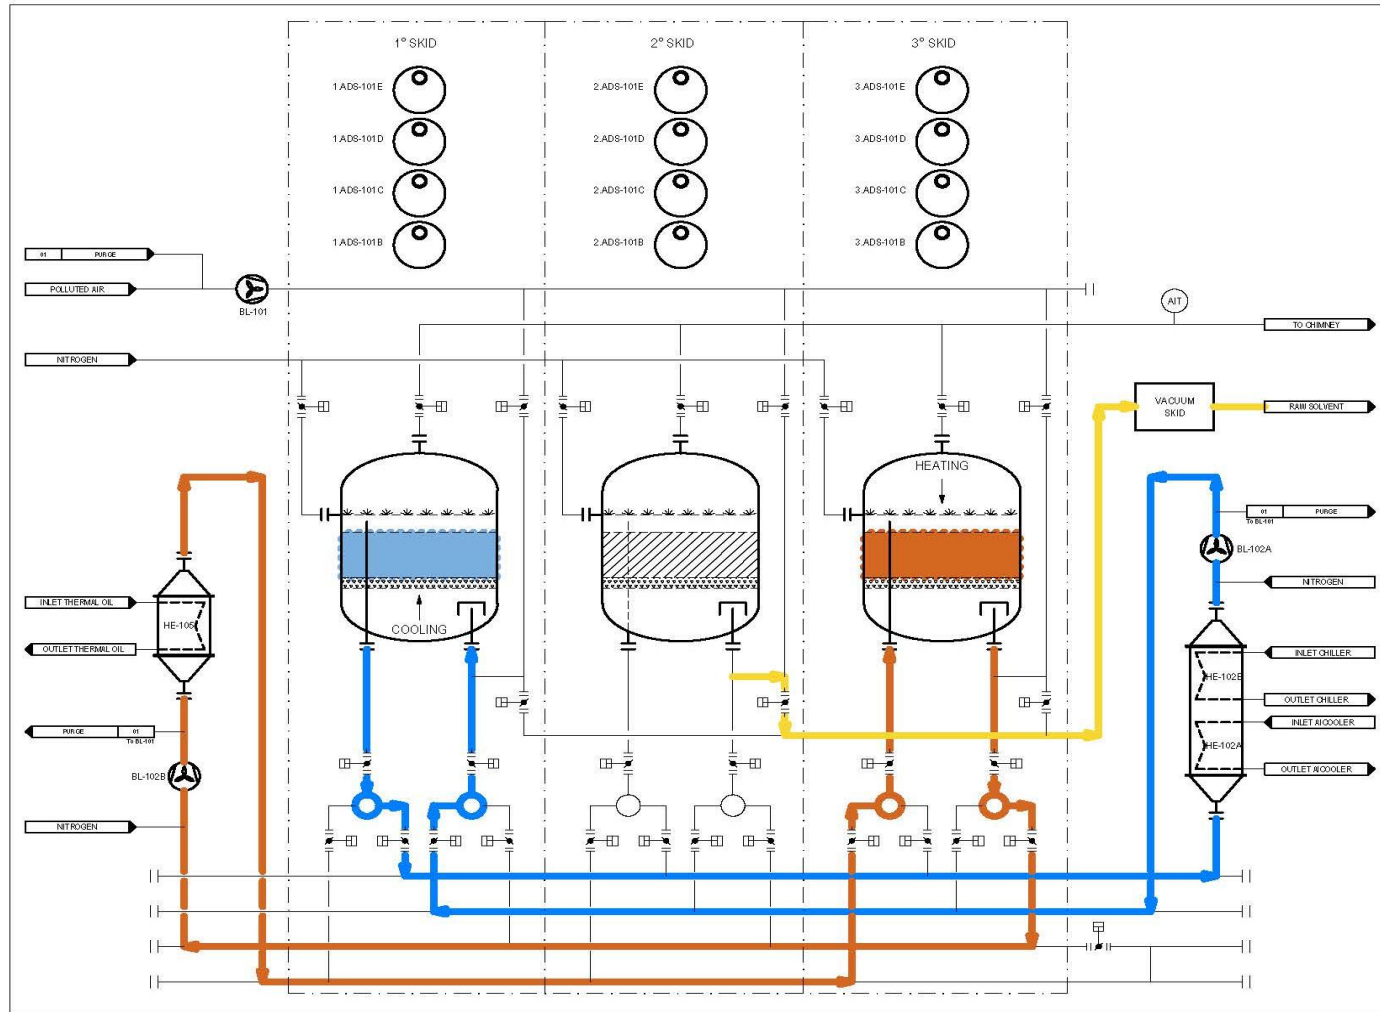 1° SKID
2° SKID
3° SKID
1.ADS-101E
2.ADS-101E
3.ADS-101E
1.ADS-101D
2.ADS-101D
3.ADS-101D
1.ADS-101C
2.ADS-101C
3.ADS-101C
1.ADS-101B
2.ADS-101B
3.ADS-101B
01 PURGE
POLLUTED AIR
BL-101
AIT
TO CHIMNEY
NITROGEN
VACUUM
SKID
RAW SOLVENT
HEATING
01 PURGE
To BL-101
BL-102A
NITROGEN
INLET THERMAL OIL
HE-105
OUTLET THERMAL OIL
COOLING
INLET CHILLER
HE-102B
OUTLET CHILLER
INLET AICOOLER
HE-102A
OUTLET AICOOLER
PURGE 01
To BL-101
BL-102B
NITROGEN